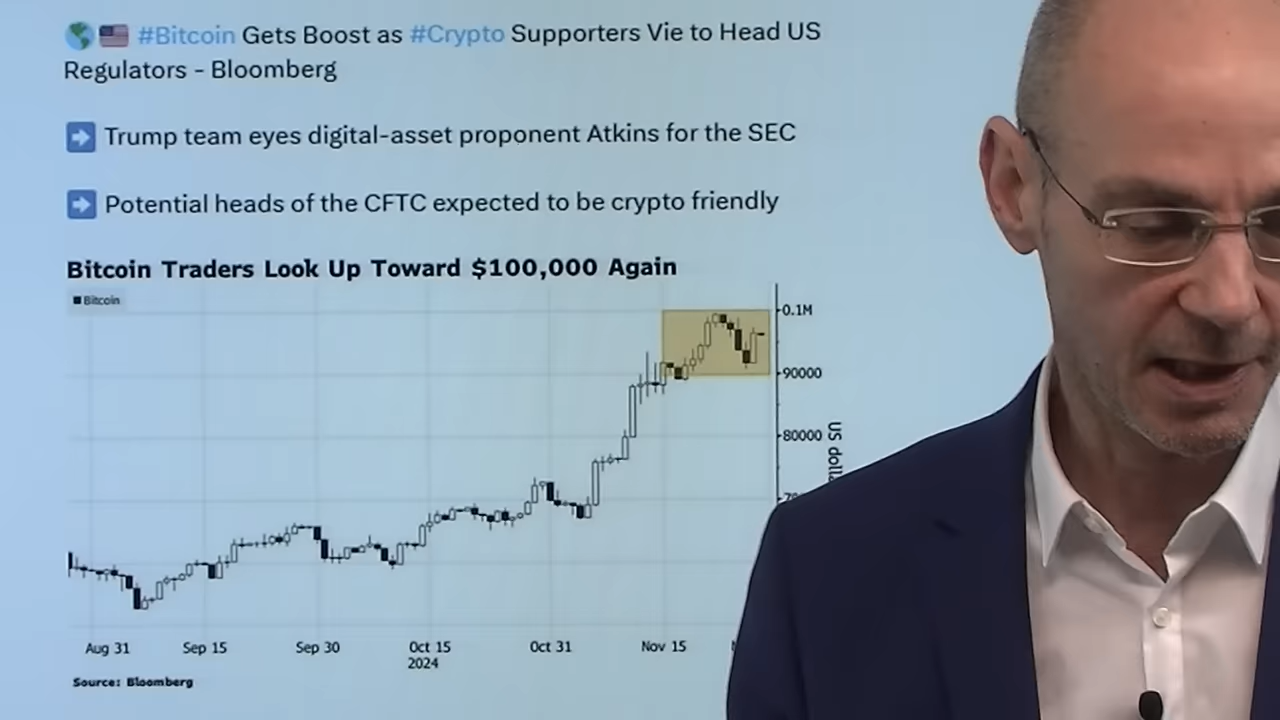 #Bitcoin Gets Boost as #Crypto Supporters Vie to Head US
Regulators - Bloomberg
Trump team eyes digital-asset proponent Atkins for the SEC
Potential heads of the CFTC expected to be crypto friendly
Bitcoin Traders Look Up Toward $100,000 Again
Bitcoin
0.1M
90000
80000
US
Aug 31
Sep 15
Sep 30
Oct 15
Oct 31
Nov 15
2024
Source: Bloomberg